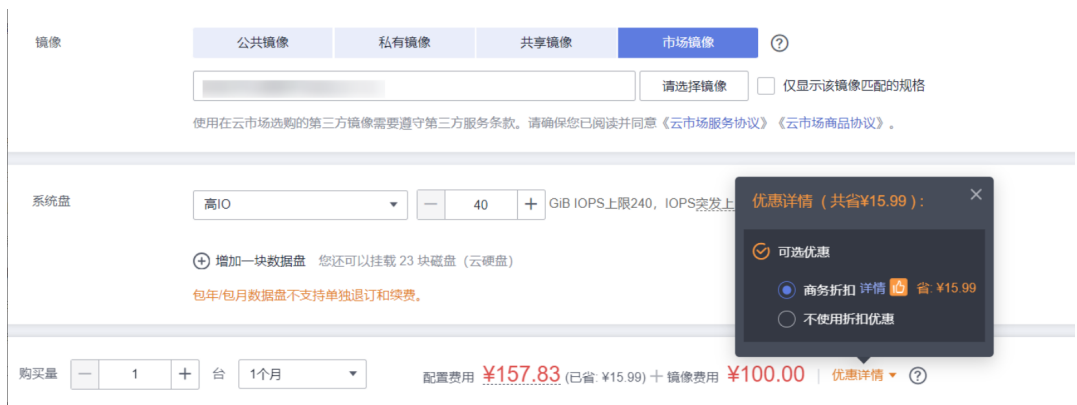 镜像 公共镜像 私有镜像 共享镜像 市场镜像 ?
请选择镜像 仅显示该镜像匹配的规格
使用在云市场选购的第三方镜像需要遵守第三方服务条款。请确保您已阅读并同意《云市场服务协议》《云市场商品协议》。
系统盘 高IO — 40 + GiB IOPS上限240，IOPS突发上
增加一块数据盘 您还可以挂载 23 块磁盘（云硬盘）
包年/包月数据盘不支持单独退订和续费。
优惠详情（共省¥15.99）: ×
可选优惠
商务折扣 详情 省: ¥15.99
不使用折扣优惠
购买量 — 1 + 台 1个月 配置费用 ¥157.83 (已省: ¥15.99) + 镜像费用 ¥100.00 | 优惠详情 ?